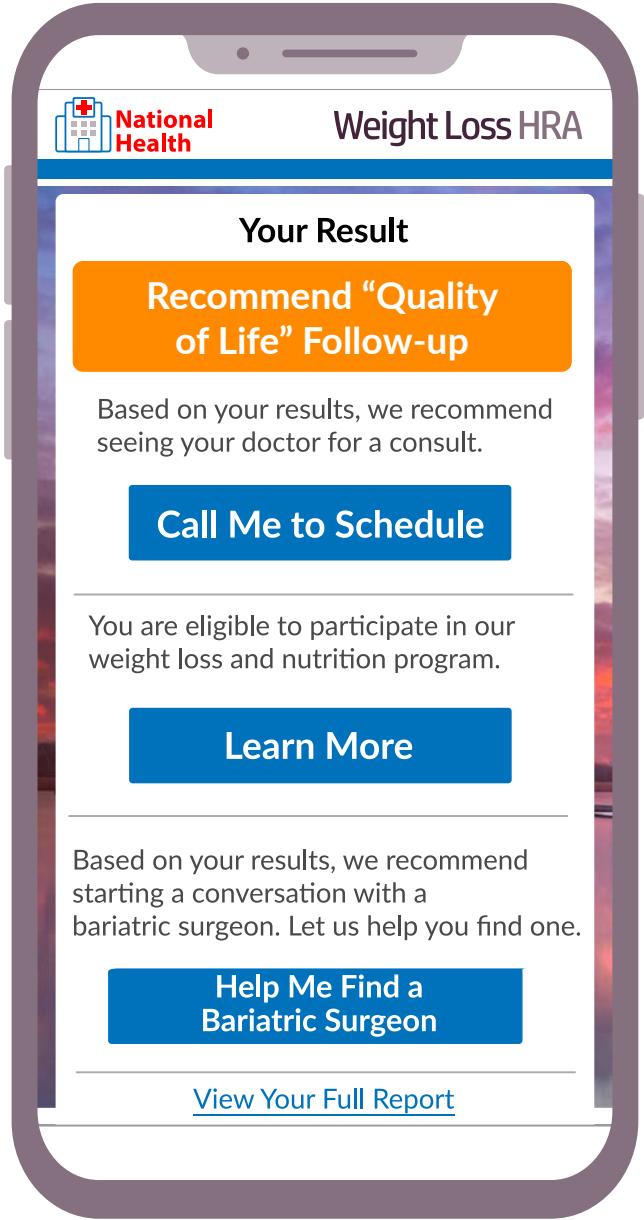 National
Health
Weight Loss HRA
Your Result
Recommend “Quality
of Life” Follow-up
Based on your results, we recommend
seeing your doctor for a consult.
Call Me to Schedule
You are eligible to participate in our
weight loss and nutrition program.
Learn More
Based on your results, we recommend
starting a conversation with a
bariatric surgeon. Let us help you find one.
Help Me Find a
Bariatric Surgeon
View Your Full Report